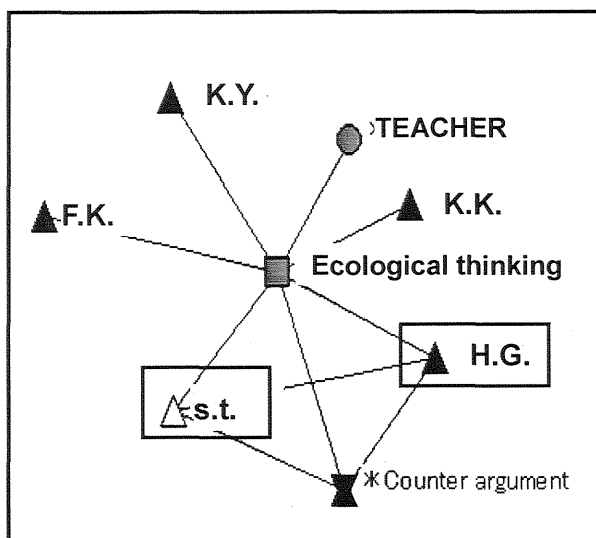 K.Y.
TEACHER
F.K.
K.K.
Ecological thinking
H.G.
s.t.
*Counter argument